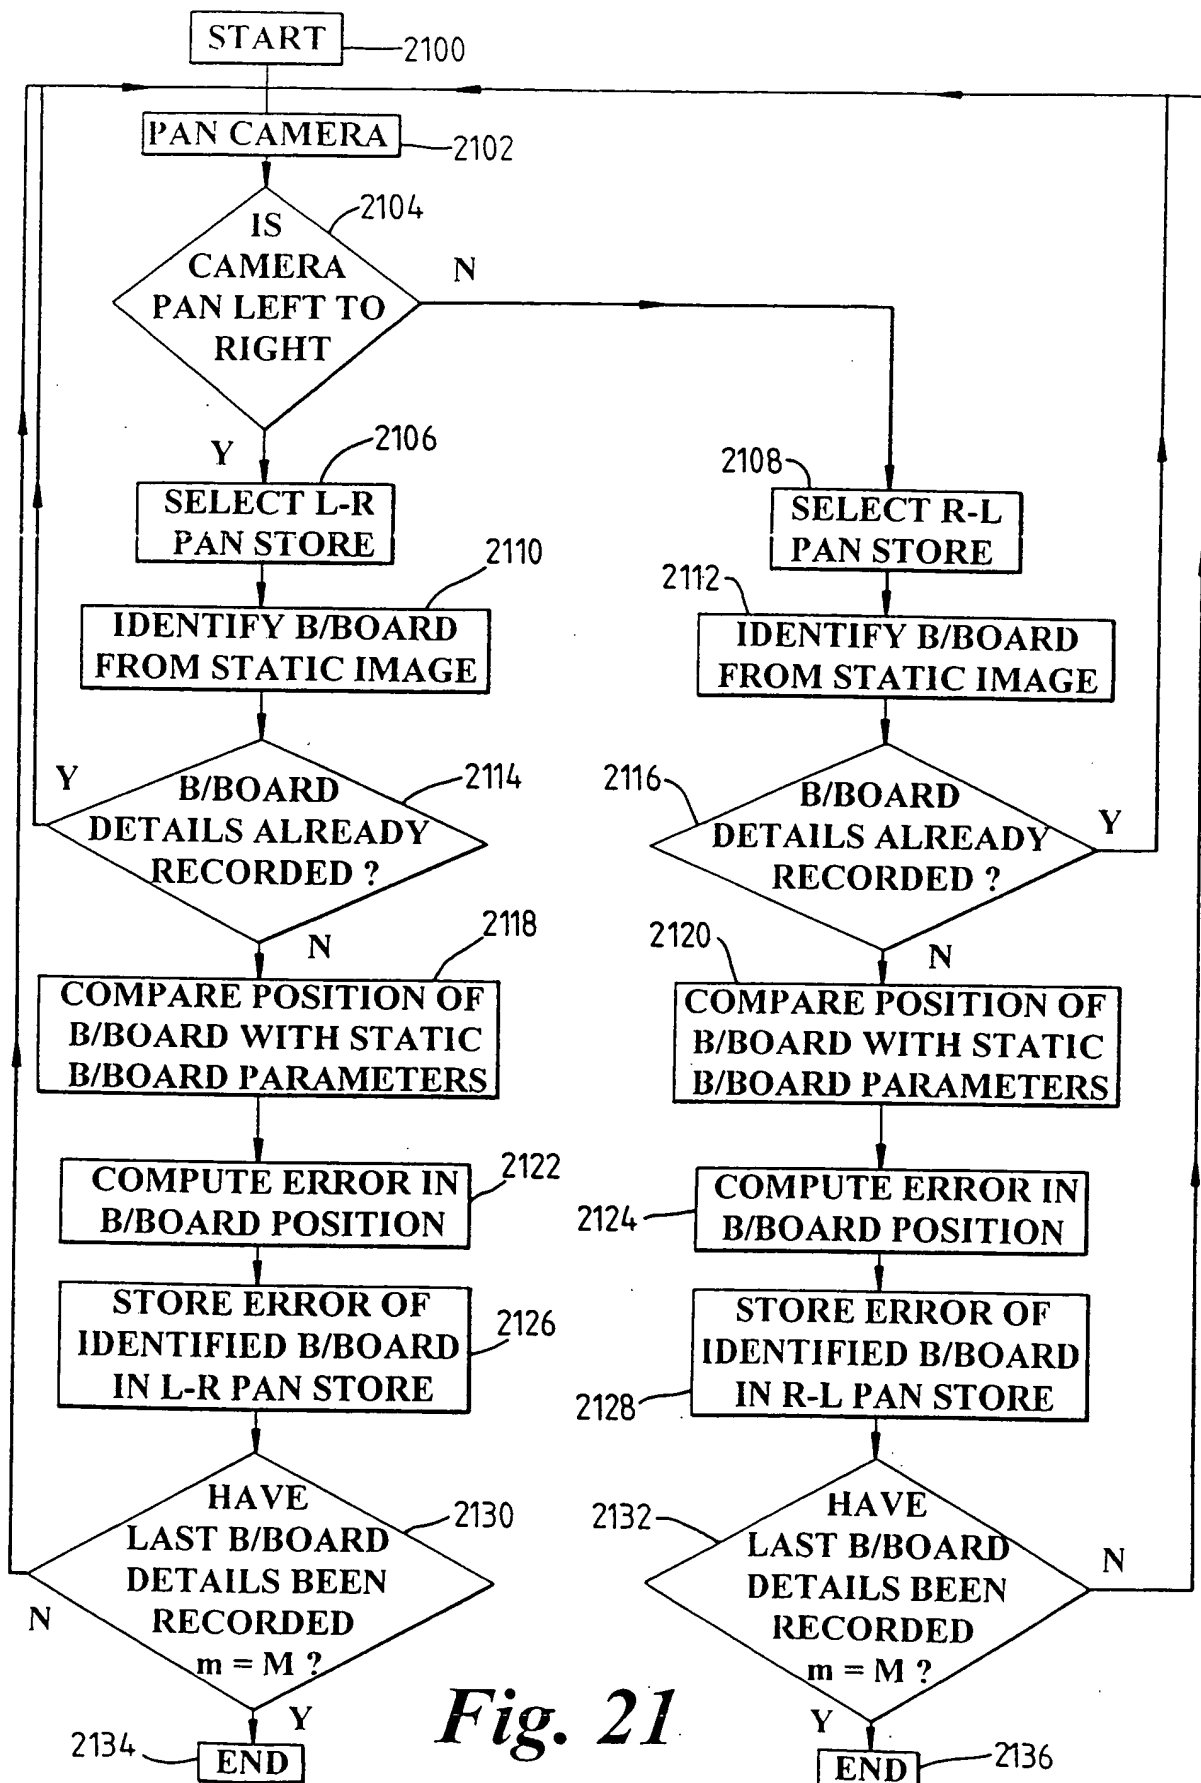 START
2100
PAN CAMERA
2102
2104
IS
CAMERA
PAN LEFT TO
RIGHT
N
Y
2106
SELECT L-R
PAN STORE
2108
SELECT R-L
PAN STORE
2110
IDENTIFY B/BOARD
FROM STATIC IMAGE
2112
IDENTIFY B/BOARD
FROM STATIC IMAGE
Y
2114
B/BOARD
DETAILS ALREADY
RECORDED ?
N
2116
B/BOARD
DETAILS ALREADY
RECORDED ?
Y
N
2118
COMPARE POSITION OF
B/BOARD WITH STATIC
B/BOARD PARAMETERS
2120
COMPARE POSITION OF
B/BOARD WITH STATIC
B/BOARD PARAMETERS
COMPUTE ERROR IN
B/BOARD POSITION
2122
2124
COMPUTE ERROR IN
B/BOARD POSITION
STORE ERROR OF
IDENTIFIED B/BOARD
IN L-R PAN STORE
2126
STORE ERROR OF
IDENTIFIED B/BOARD
IN R-L PAN STORE
2128
HAVE
LAST B/BOARD
DETAILS BEEN
RECORDED
m = M ?
2130
N
Y
2132
HAVE
LAST B/BOARD
DETAILS BEEN
RECORDED
m = M ?
N
Y
2134
END
Fig. 21
END
2136